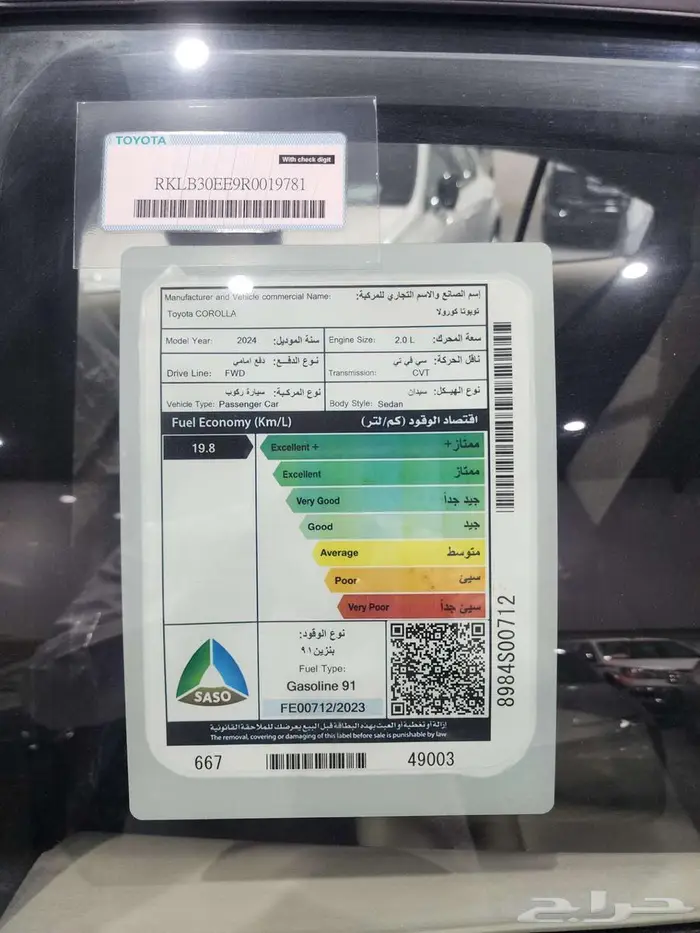 TOYOTA
With check digit
RKLB30EE9R0019781
Manufacturer and Vehicle commercial Name: إسم الصانع والاسم التجاري للمركبة:
Toyota COROLLA تويوتا كورولا
Model Year: 2024 سنة الموديل: Engine Size: 2.0 L سعة المحرك:
نوع الدفـع: دفع امامي ناقل الحركة: سي في تي
Drive Line: FWD Transmission: CVT
نوع المركبة: سيارة ركوب نوع الهيكل: سيدان
Vehicle Type: Passenger Car Body Style: Sedan
Fuel Economy (Km/L) اقتصاد الوقود (كم/لتر)
19.8 Excellent + ممتاز+
Excellent ممتاز
Very Good جيد جداً
Good جيد
Average متوسط
Poor سيئ
Very Poor سيئ جداً
نوع الوقود:
بنزين ٩١
Fuel Type:
Gasoline 91
SASO
FE00712/2023
إزالة أو تغطية أو العبث بهذه البطاقة قبل البيع يعرضك للملاحقة القانونية
The removal, covering or damaging of this label before sale is punishable by law
667 49003
8984S00712
حراج